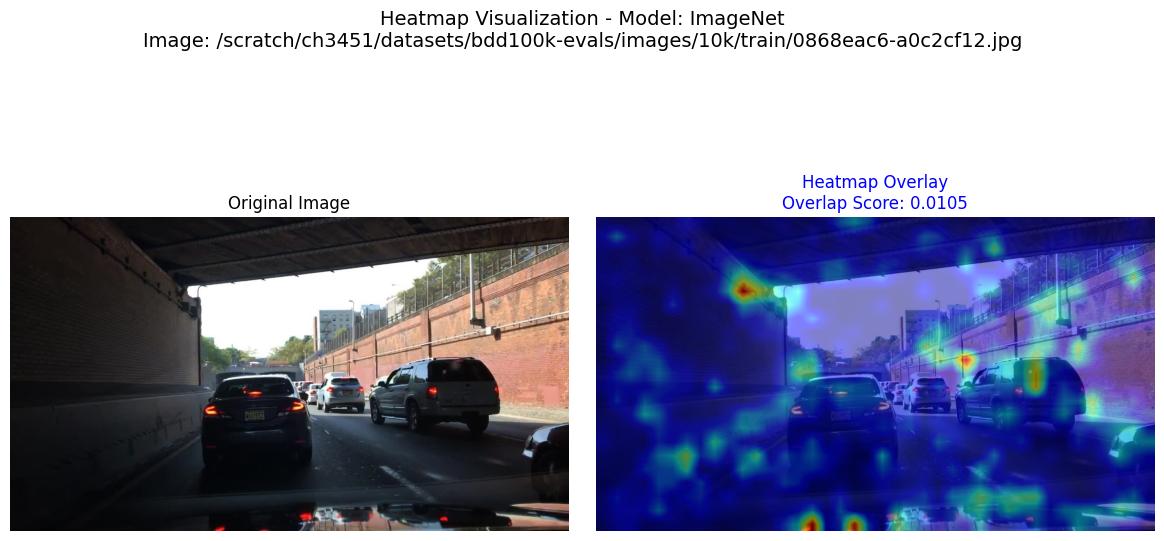 Heatmap Visualization - Model: ImageNet
Image: /scratch/ch3451/datasets/bdd100k-evals/images/10k/train/0868eac6-a0c2cf12.jpg
Original Image
Heatmap Overlay
Overlap Score: 0.0105